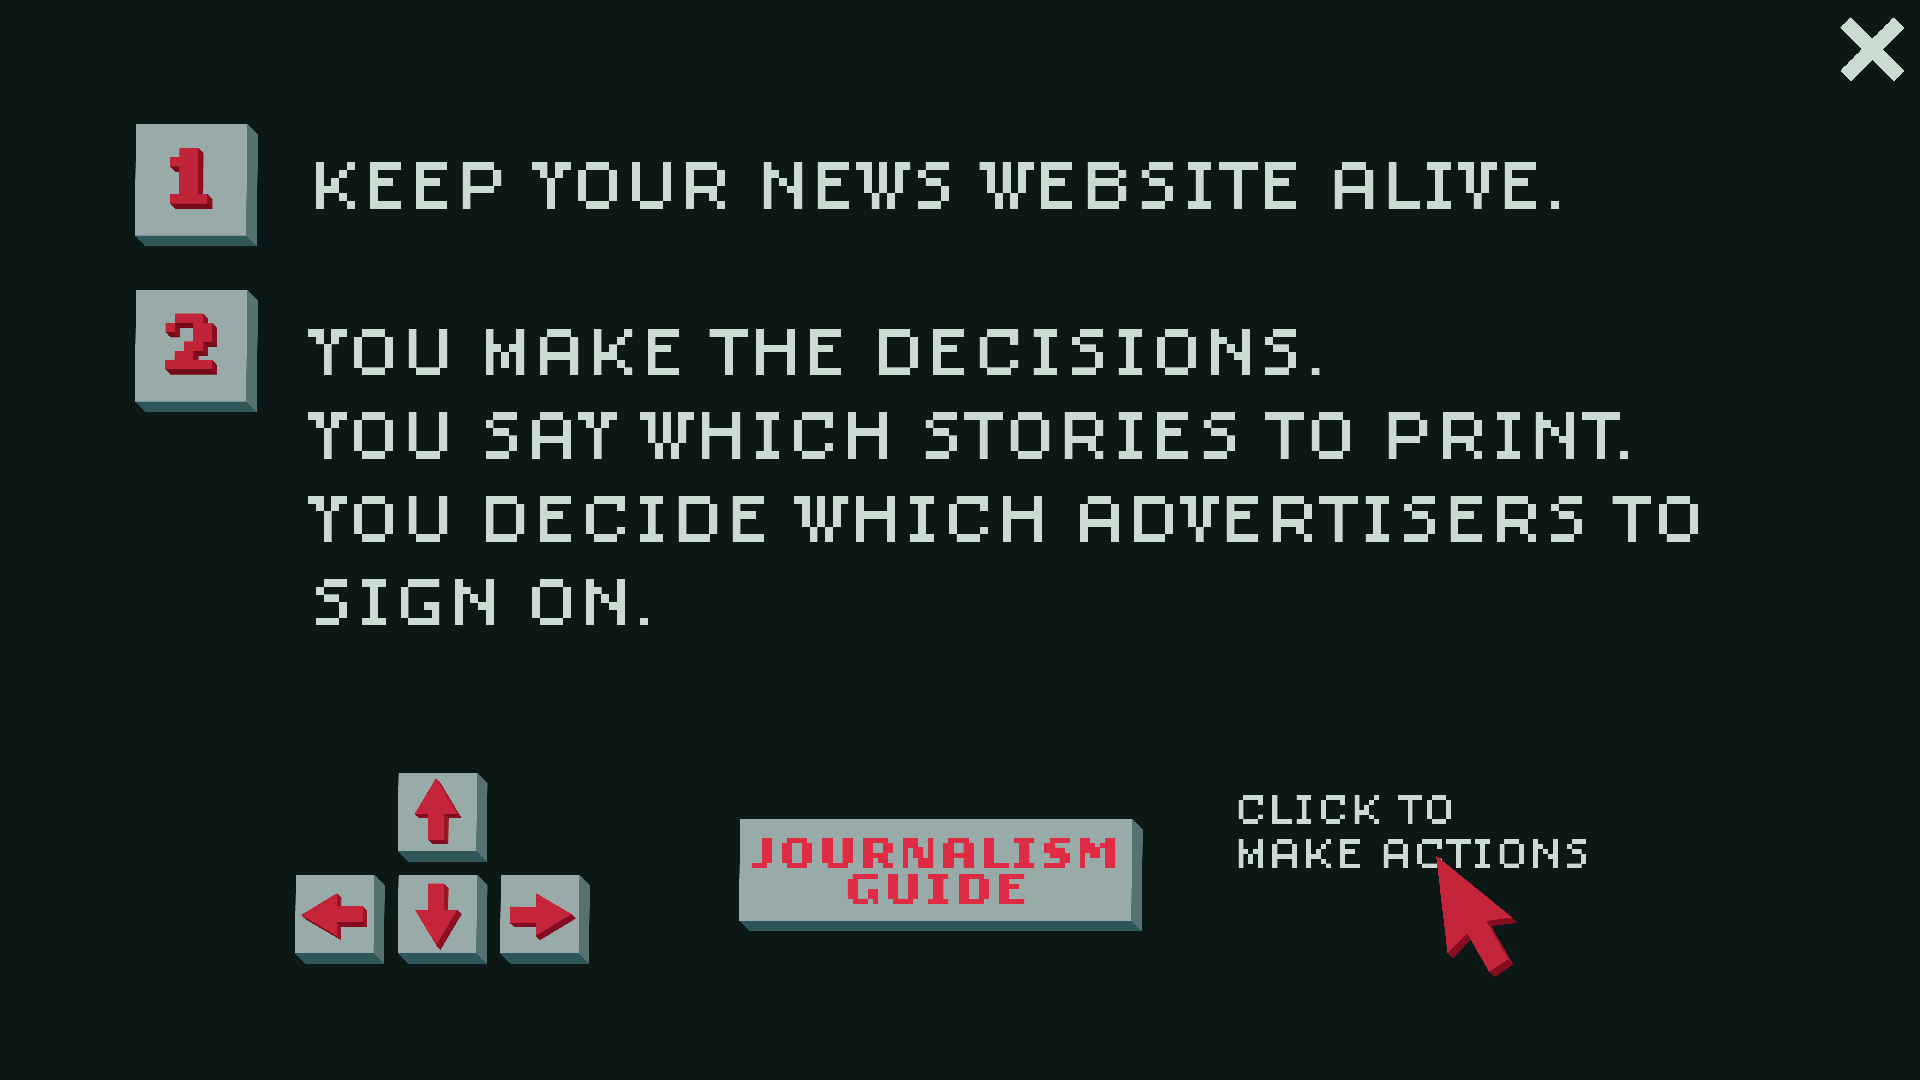 1
KEEP YOUR NEWS WEBSITE ALIVE.
2
YOU MAKE THE DECISIONS.
YOU SAY WHICH STORIES TO PRINT.
YOU DECIDE WHICH ADVERTISERS TO
SIGN ON.
JOURNALISM
GUIDE
CLICK TO
MAKE ACTIONS